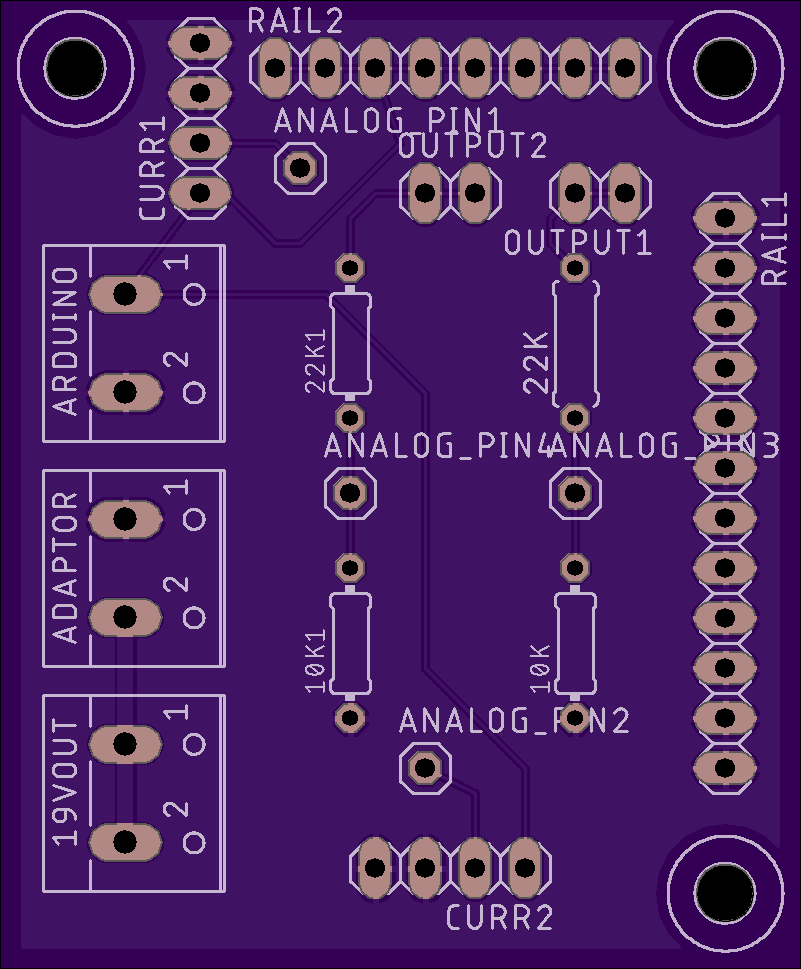 RAIL2
ANALOG_PIN1
OUTPUT2
CURR1
OUTPUT1
RAIL1
ARDUINO
1
2
22K1
22K
ANALOG_PIN4
ANALOG_PIN3
ADAPTOR
1
2
10K1
10K
19VOUT
1
2
ANALOG_PIN2
CURR2